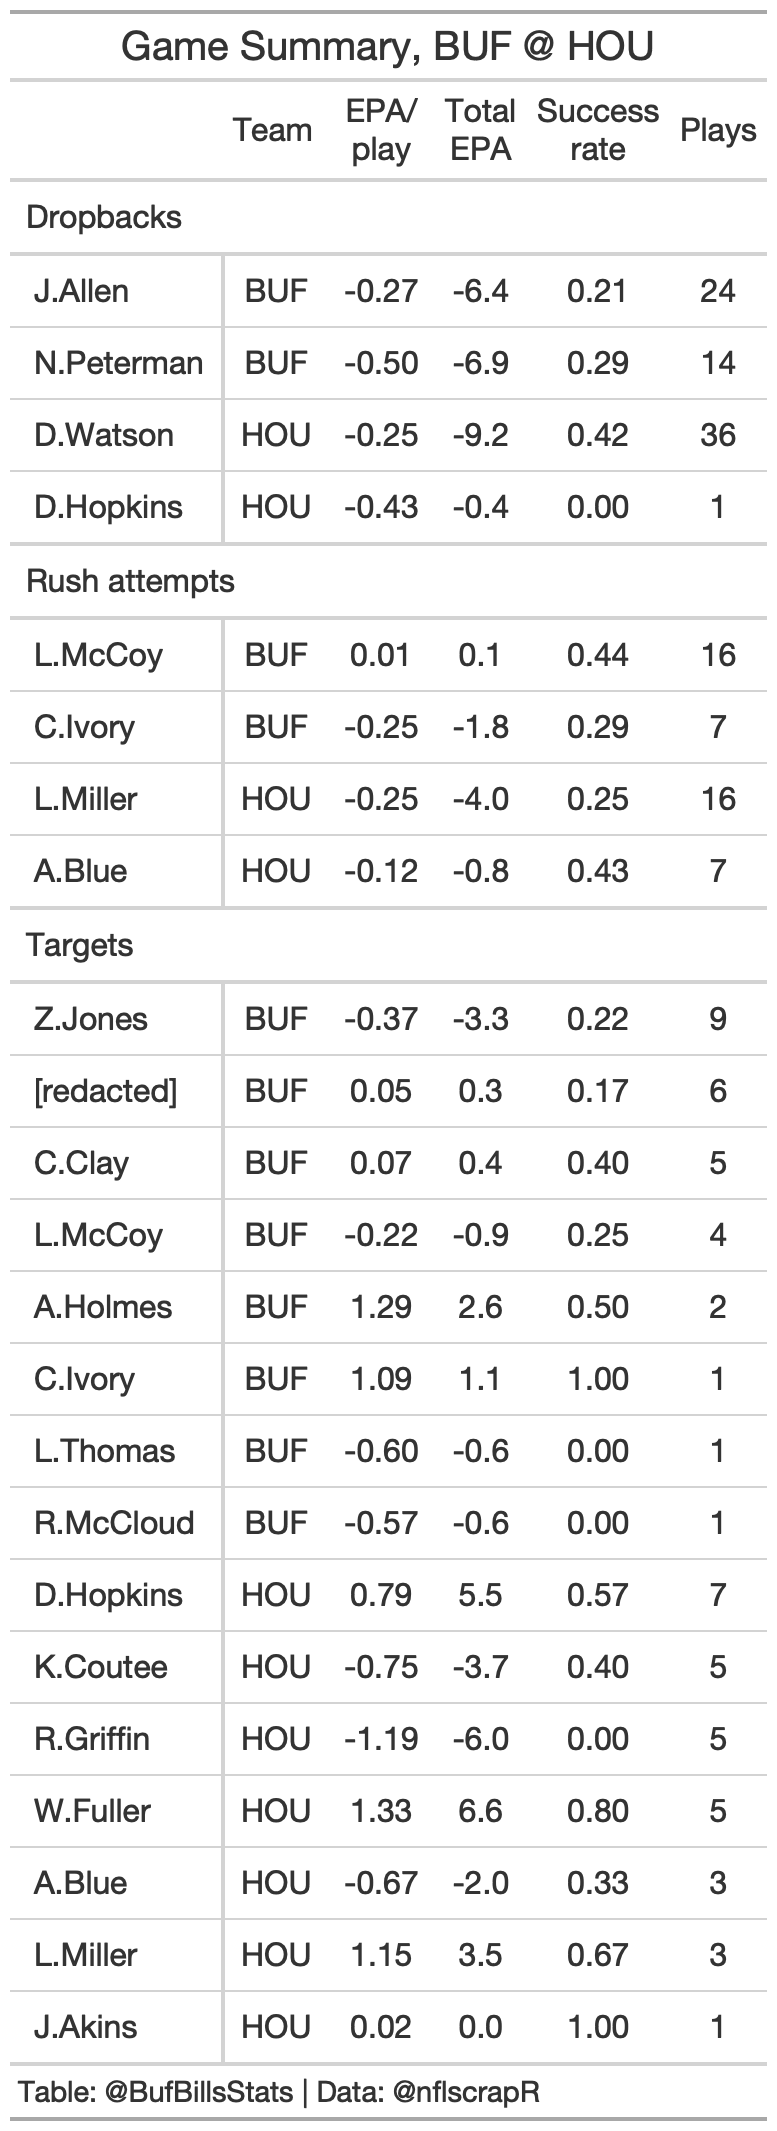 Game Summary, BUF @ HOU
Team EPA/play Total EPA Success rate Plays
Dropbacks
J.Allen BUF -0.27 -6.4 0.21 24
N.Peterman BUF -0.50 -6.9 0.29 14
D.Watson HOU -0.25 -9.2 0.42 36
D.Hopkins HOU -0.43 -0.4 0.00 1
Rush attempts
L.McCoy BUF 0.01 0.1 0.44 16
C.Ivory BUF -0.25 -1.8 0.29 7
L.Miller HOU -0.25 -4.0 0.25 16
A.Blue HOU -0.12 -0.8 0.43 7
Targets
Z.Jones BUF -0.37 -3.3 0.22 9
[redacted] BUF 0.05 0.3 0.17 6
C.Clay BUF 0.07 0.4 0.40 5
L.McCoy BUF -0.22 -0.9 0.25 4
A.Holmes BUF 1.29 2.6 0.50 2
C.Ivory BUF 1.09 1.1 1.00 1
L.Thomas BUF -0.60 -0.6 0.00 1
R.McCloud BUF -0.57 -0.6 0.00 1
D.Hopkins HOU 0.79 5.5 0.57 7
K.Coutee HOU -0.75 -3.7 0.40 5
R.Griffin HOU -1.19 -6.0 0.00 5
W.Fuller HOU 1.33 6.6 0.80 5
A.Blue HOU -0.67 -2.0 0.33 3
L.Miller HOU 1.15 3.5 0.67 3
J.Akins HOU 0.02 0.0 1.00 1
Table: @BufBillsStats | Data: @nflscrapR